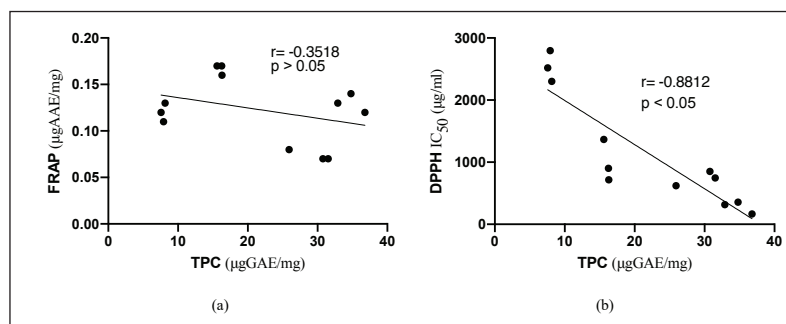 0.20
0.15
0.10
0.05
0.00
FRAP (µgAAE/mg)
r= -0.3518
p > 0.05
0 10 20 30 40
TPC (µgGAE/mg)
(a)
3000
2000
1000
0
DPPH IC50 (µg/ml)
r= -0.8812
p < 0.05
0 10 20 30 40
TPC (µgGAE/mg)
(b)